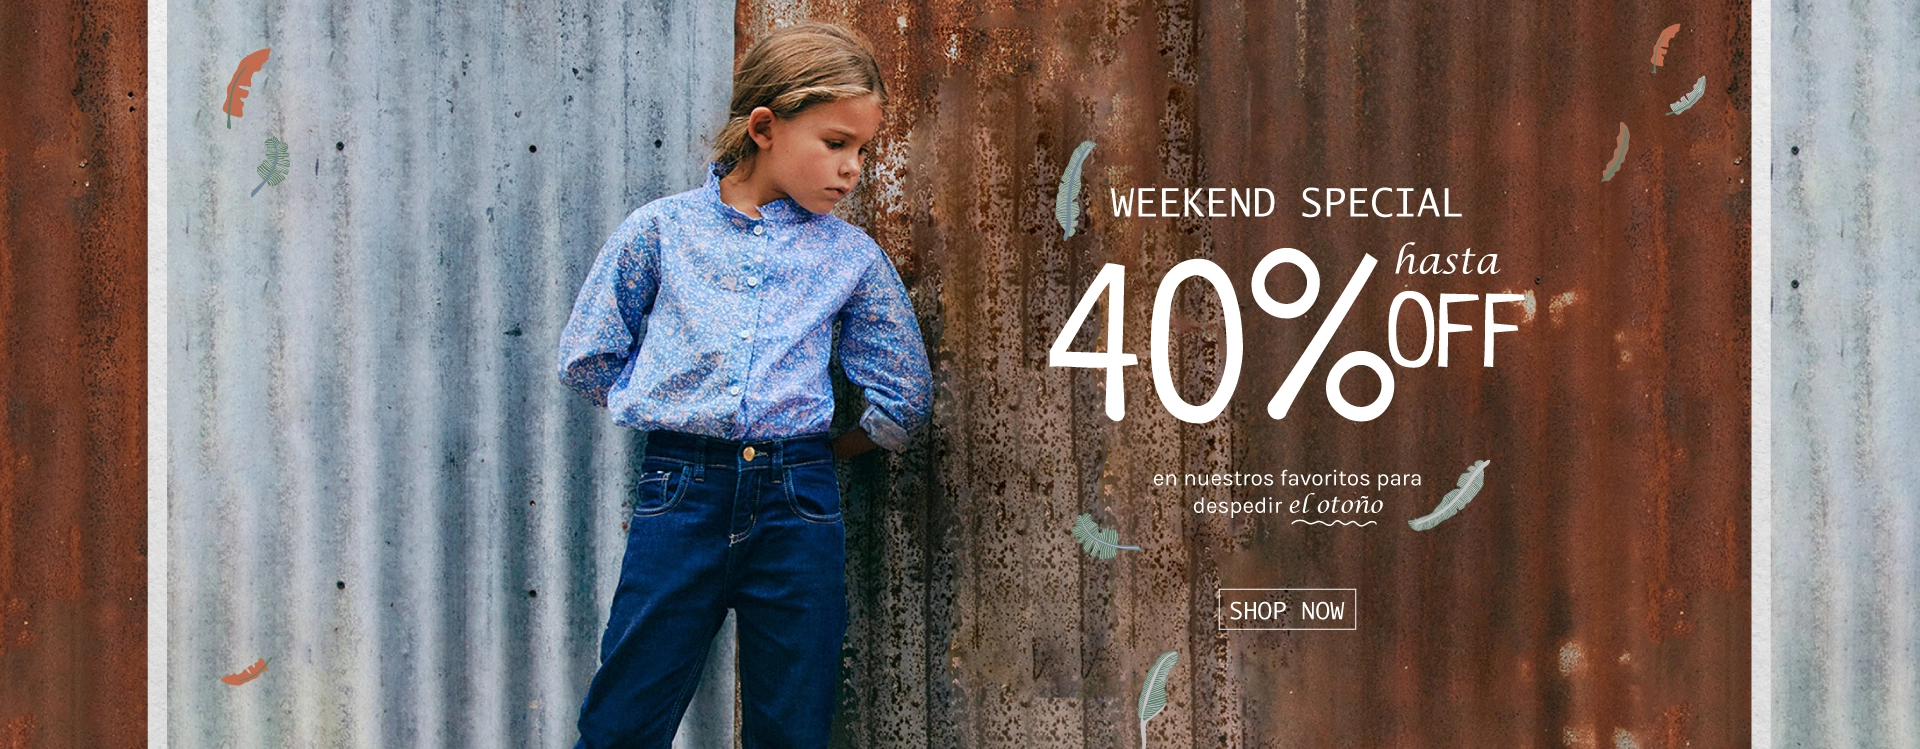 WEEKEND SPECIAL
hasta
40% OFF
en nuestros favoritos para
despedir el otoño
SHOP NOW